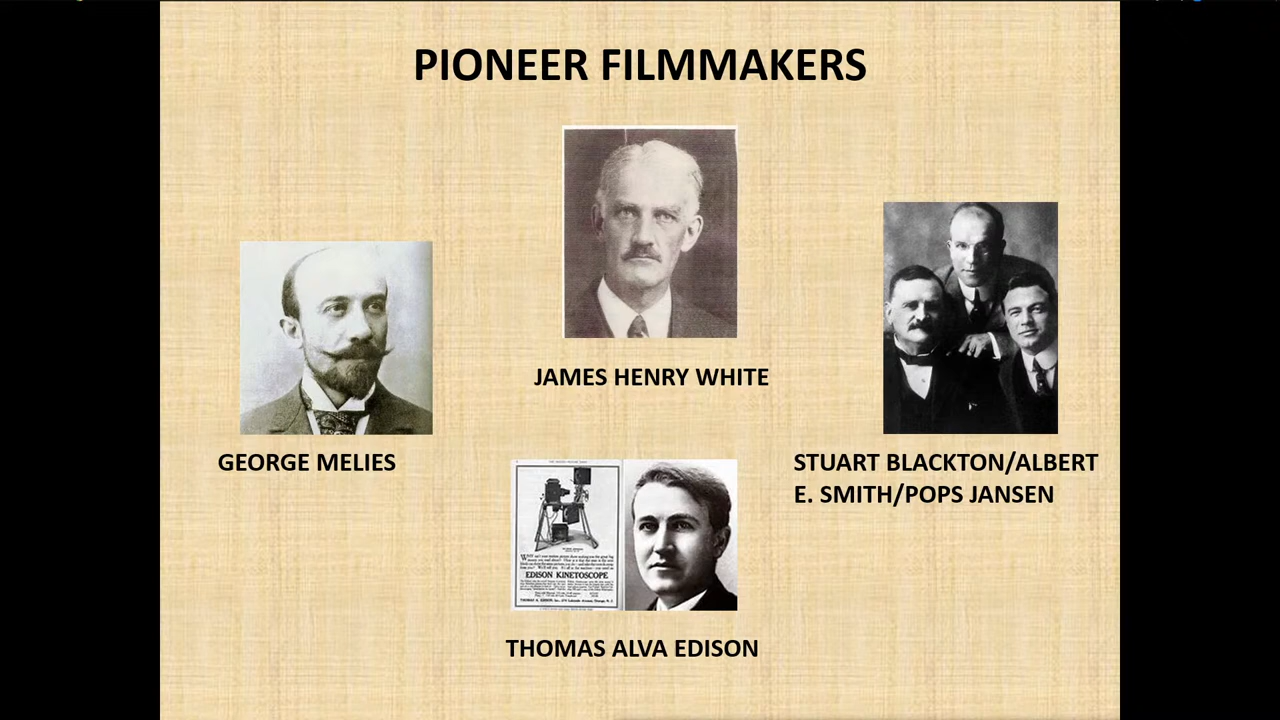 PIONEER FILMMAKERS
JAMES HENRY WHITE
GEORGE MELIES
STUART BLACKTON/ALBERT
E. SMITH/POPS JANSEN
EDISON KINETOSCOPE
THOMAS ALVA EDISON